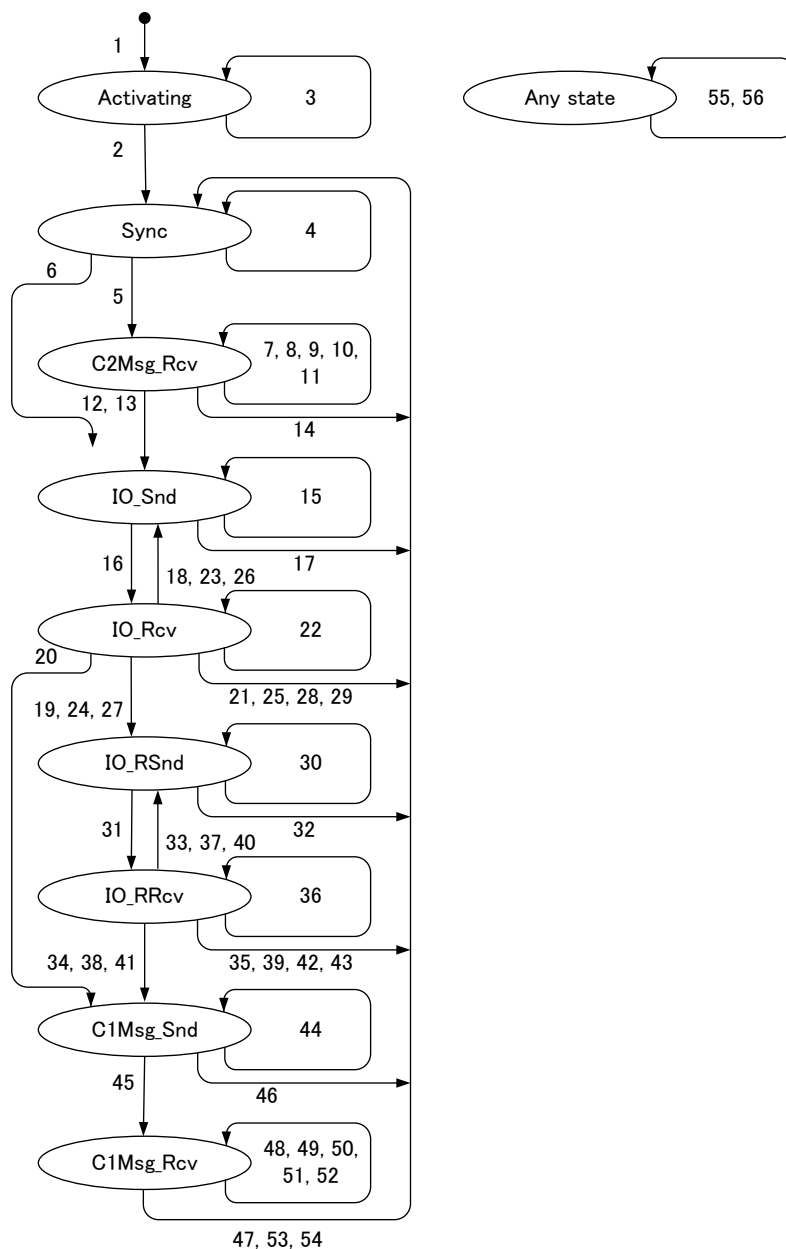 1
Activating
3
Any state
55, 56
2
Sync
4
6
5
C2Msg_Rcv
7, 8, 9, 10,
11
12, 13
14
IO_Snd
15
16
18, 23, 26
17
IO_Rcv
22
20
19, 24, 27
21, 25, 28, 29
IO_RSnd
30
31
33, 37, 40
32
IO_RRcv
36
34, 38, 41
35, 39, 42, 43
C1Msg_Snd
44
45
46
C1Msg_Rcv
48, 49, 50,
51, 52
47, 53, 54